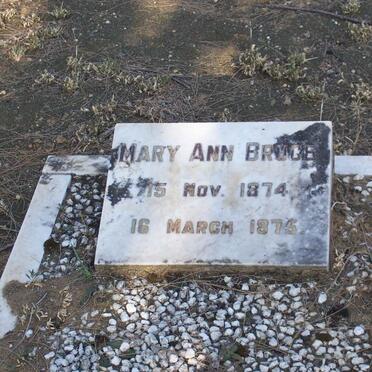 MARY ANN BRUCE
15 NOV. 1874
16 MARCH 1875